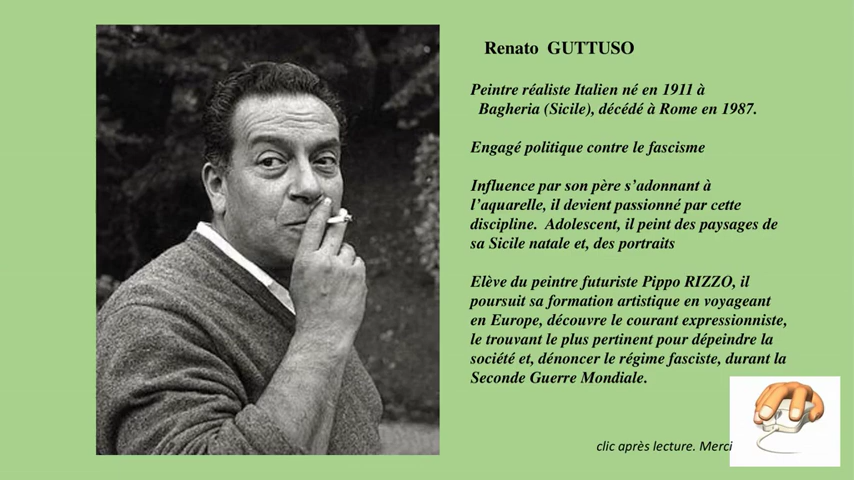 Renato GUTTUSO
Peintre réaliste Italien né en 1911 à
Bagheria (Sicile), décédé à Rome en 1987.
Engagé politique contre le fascisme
Influence par son père s’adonnant à
l’aquarelle, il devient passionné par cette
discipline. Adolescent, il peint des paysages de
sa Sicile natale et, des portraits
Elève du peintre futuriste Pippo RIZZO, il
poursuit sa formation artistique en voyageant
en Europe, découvre le courant expressionniste,
le trouvant le plus pertinent pour dépeindre la
société et, dénoncer le régime fasciste, durant la
Seconde Guerre Mondiale.
clic après lecture. Merci